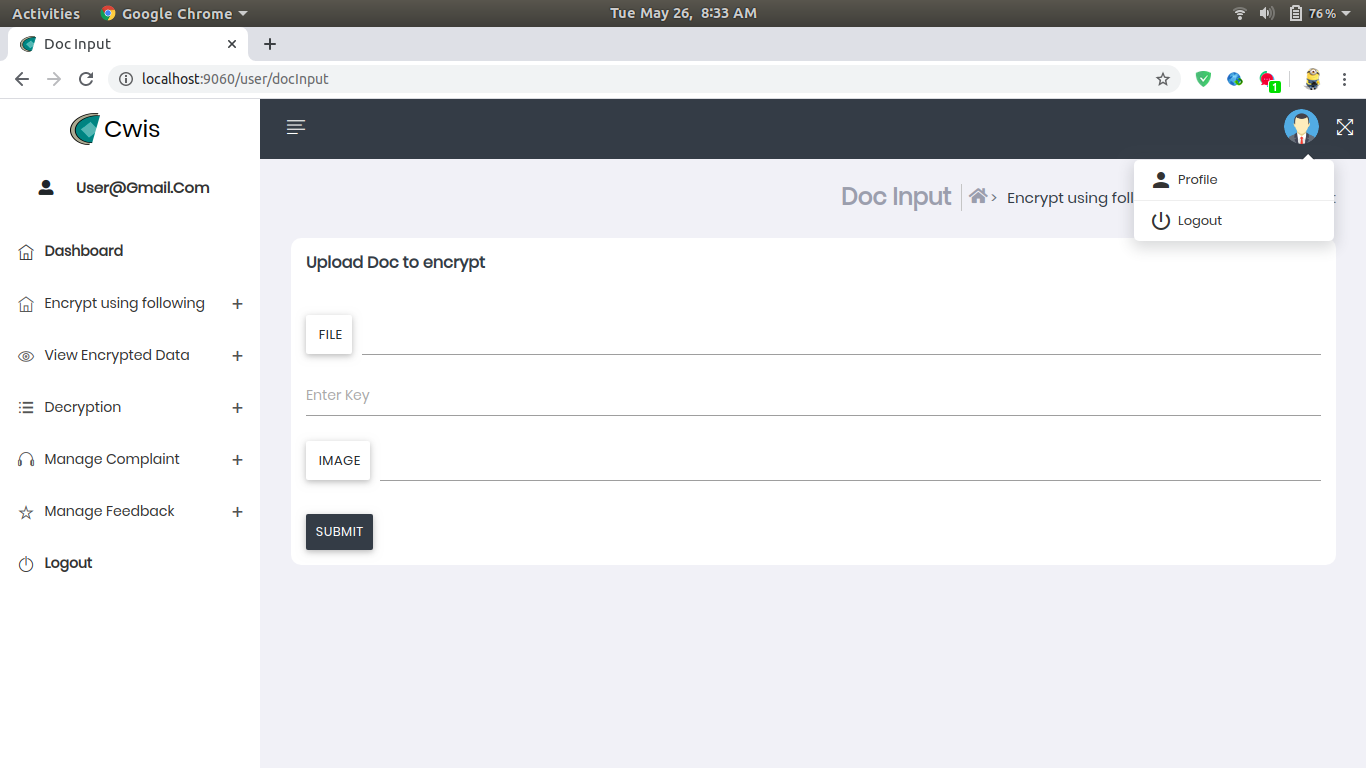 Activities Google Chrome Tue May 26, 8:33 AM 76%
Doc Input
localhost:9060/user/docInput
1
Cwis
User@Gmail.Com
Profile
Logout
Doc Input > Encrypt using foll
Dashboard
Encrypt using following +
View Encrypted Data +
Decryption +
Manage Complaint +
Manage Feedback +
Logout
Upload Doc to encrypt
FILE
Enter Key
IMAGE
SUBMIT